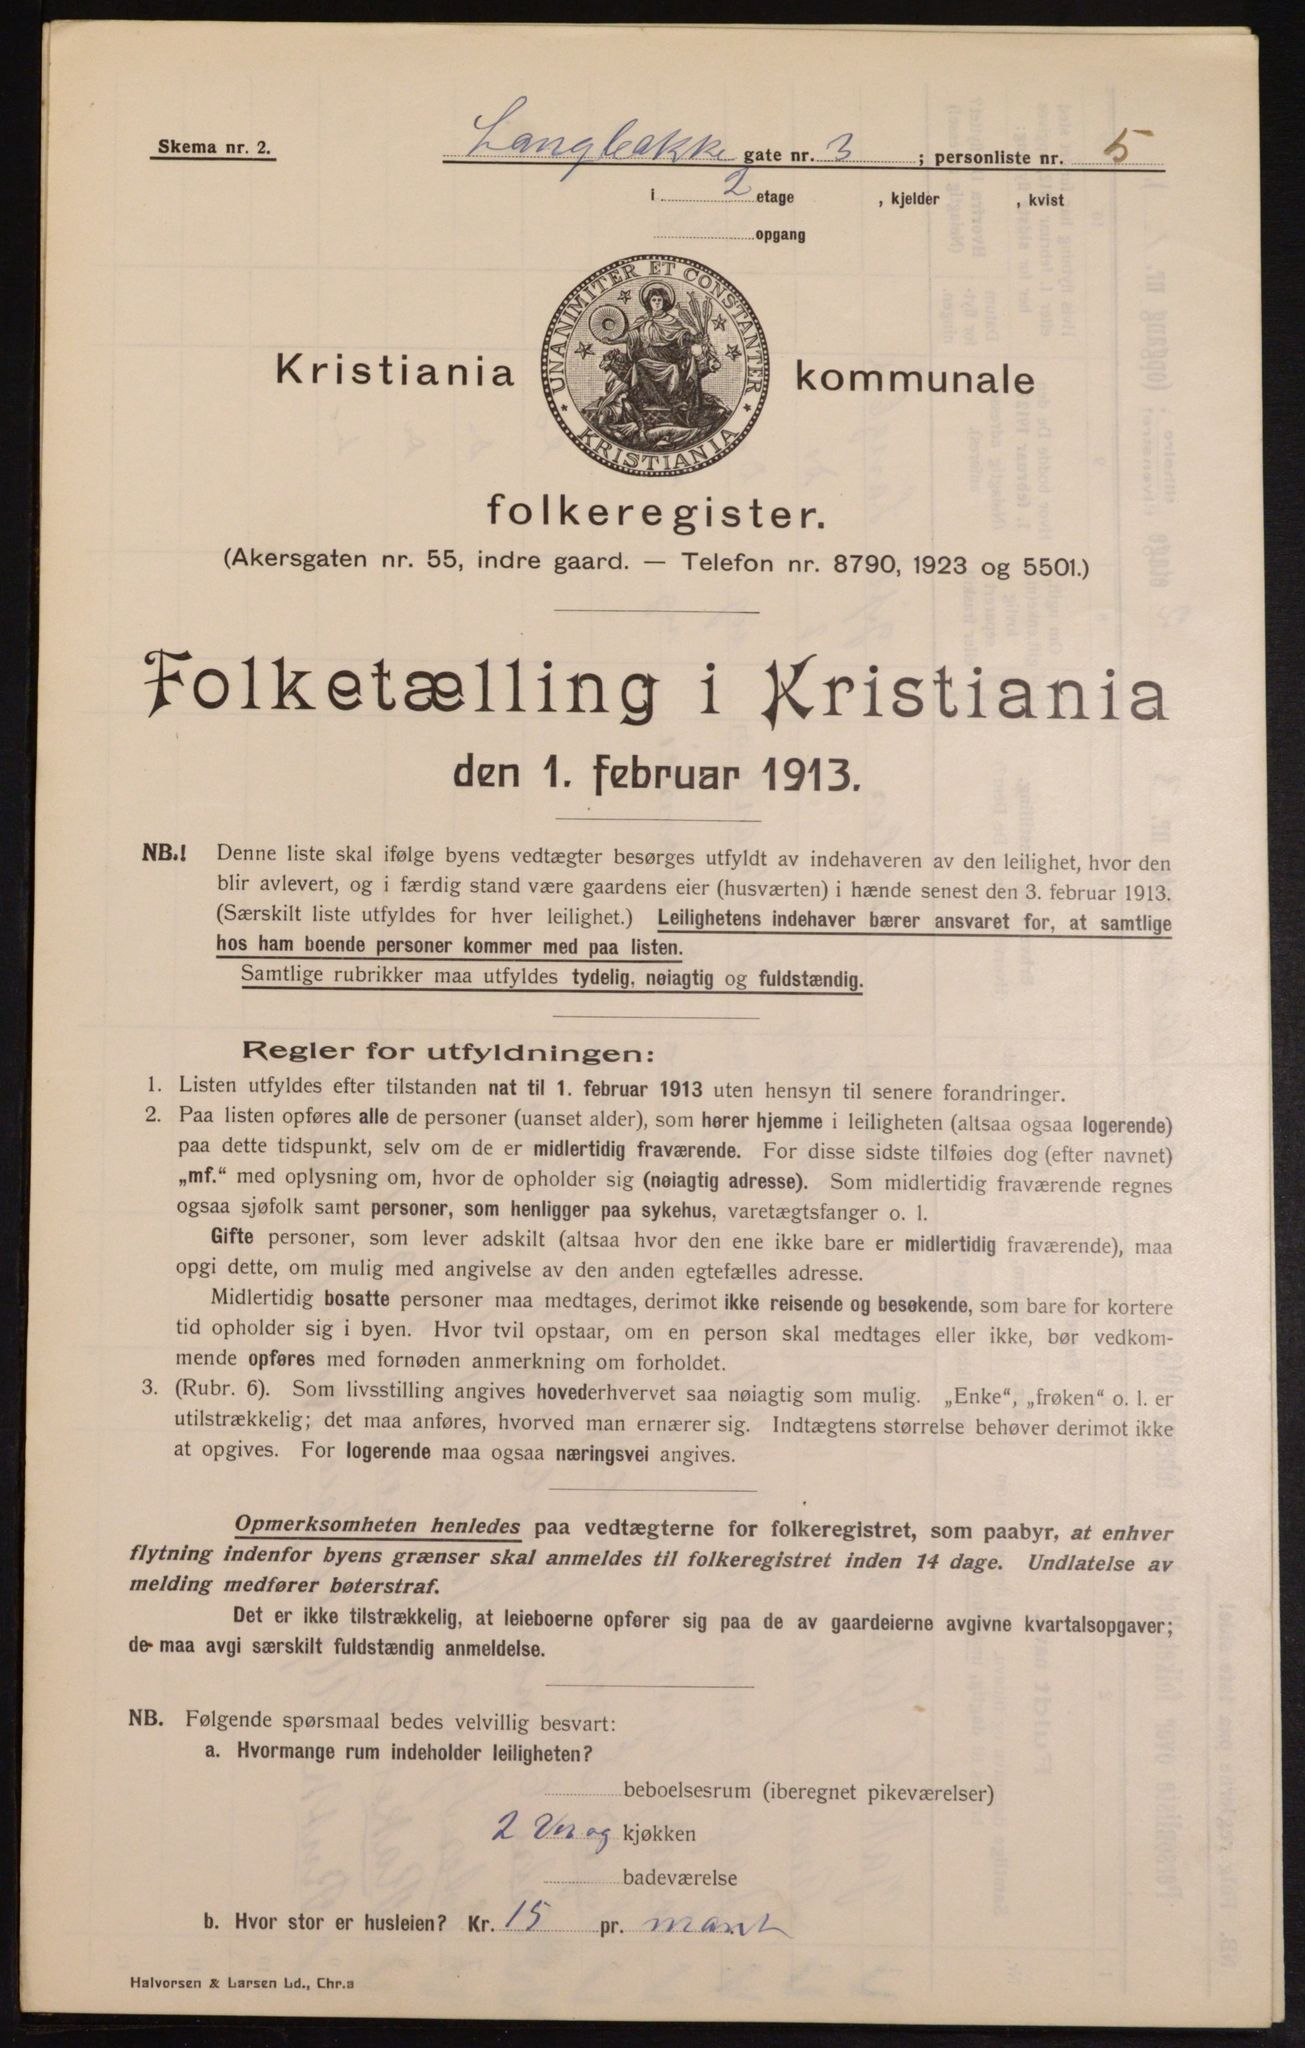 Skema nr. 2.
Langbakke gate nr. 3 ; personliste nr. 5
i 2 etage , kjelder , kvist
opgang
UNANIMITER ET CONSTANTER
KRISTIANIA
Kristiania kommunale
folkeregister.
(Akersgaten nr. 55, indre gaard. — Telefon nr. 8790, 1923 og 5501.)
Folketælling i Kristiania
den 1. februar 1913.
NB.! Denne liste skal ifølge byens vedtægter besørges utfyldt av indehaveren av den leilighet, hvor den
blir avlevert, og i færdig stand være gaardens eier (husværten) i hænde senest den 3. februar 1913.
(Særskilt liste utfyldes for hver leilighet.) Leilighetens indehaver bærer ansvaret for, at samtlige
hos ham boende personer kommer med paa listen.
Samtlige rubrikker maa utfyldes tydelig, nøiagtig og fuldstændig.
Regler for utfyldningen:
1. Listen utfyldes efter tilstanden nat til 1. februar 1913 uten hensyn til senere forandringer.
2. Paa listen opføres alle de personer (uanset alder), som hører hjemme i leiligheten (altsaa ogsaa logerende)
paa dette tidspunkt, selv om de er midlertidig fraværende. For disse sidste tilføies dog (efter navnet)
„mf.“ med oplysning om, hvor de opholder sig (nøiagtig adresse). Som midlertidig fraværende regnes
ogsaa sjøfolk samt personer, som henligger paa sykehus, varetægtsfanger o. l.
Gifte personer, som lever adskilt (altsaa hvor den ene ikke bare er midlertidig fraværende), maa
opgi dette, om mulig med angivelse av den anden egtefælles adresse.
Midlertidig bosatte personer maa medtages, derimot ikke reisende og besøkende, som bare for kortere
tid opholder sig i byen. Hvor tvil opstaar, om en person skal medtages eller ikke, bør vedkom-
mende opføres med fornøden anmerkning om forholdet.
3. (Rubr. 6). Som livsstilling angives hovederhvervet saa nøiagtig som mulig. „Enke“, „frøken“ o. l. er
utilstrækkelig; det maa anføres, hvorved man ernærer sig. Indtægtens størrelse behøver derimot ikke
at opgives. For logerende maa ogsaa næringsvei angives.
Opmerksomheten henledes paa vedtægterne for folkeregistret, som paabyr, at enhver
flytning indenfor byens grænser skal anmeldes til folkeregistret inden 14 dage. Undlatelse av
melding medfører bøterstraf.
Det er ikke tilstrækkelig, at leieboerne opfører sig paa de av gaardeierne avgivne kvartalsopgaver;
de maa avgi særskilt fuldstændig anmeldelse.
NB. Følgende spørsmaal bedes velvillig besvart:
a. Hvormange rum indeholder leiligheten?
beboelsesrum (iberegnet pikeværelser)
2 Vær og kjøkken
badeværelse
b. Hvor stor er husleien? Kr. 15 pr.
Halvorsen & Larsen Ld., Chr.a